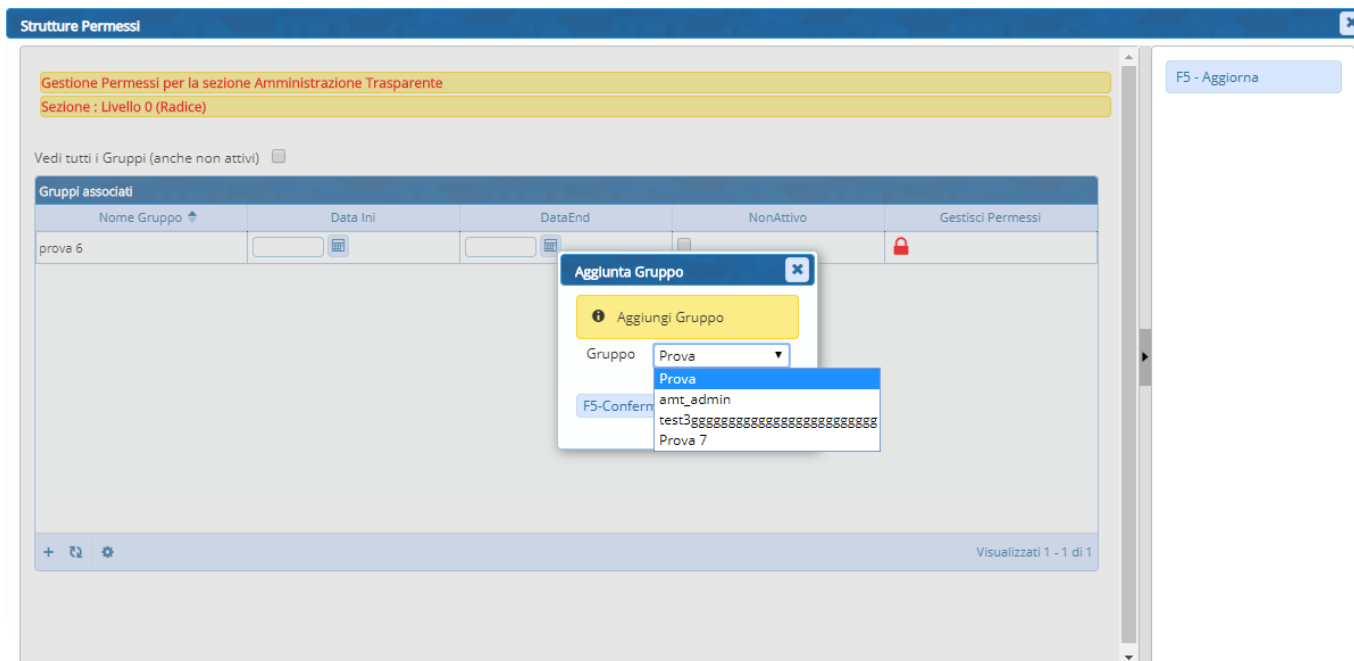 Strutture Permessi
Gestione Permessi per la sezione Amministrazione Trasparente
Sezione : Livello 0 (Radice)
F5 - Aggiorna
Vedi tutti i Gruppi (anche non attivi)
Gruppi associati
Nome Gruppo Data Ini DataEnd NonAttivo Gestisci Permessi
prova 6
Aggiunta Gruppo
Aggiungi Gruppo
Gruppo Prova
Prova
F5-Conferm
amt_admin
test3ggggggggggggggggggggggggg
Prova 7
Visualizzati 1 - 1 di 1